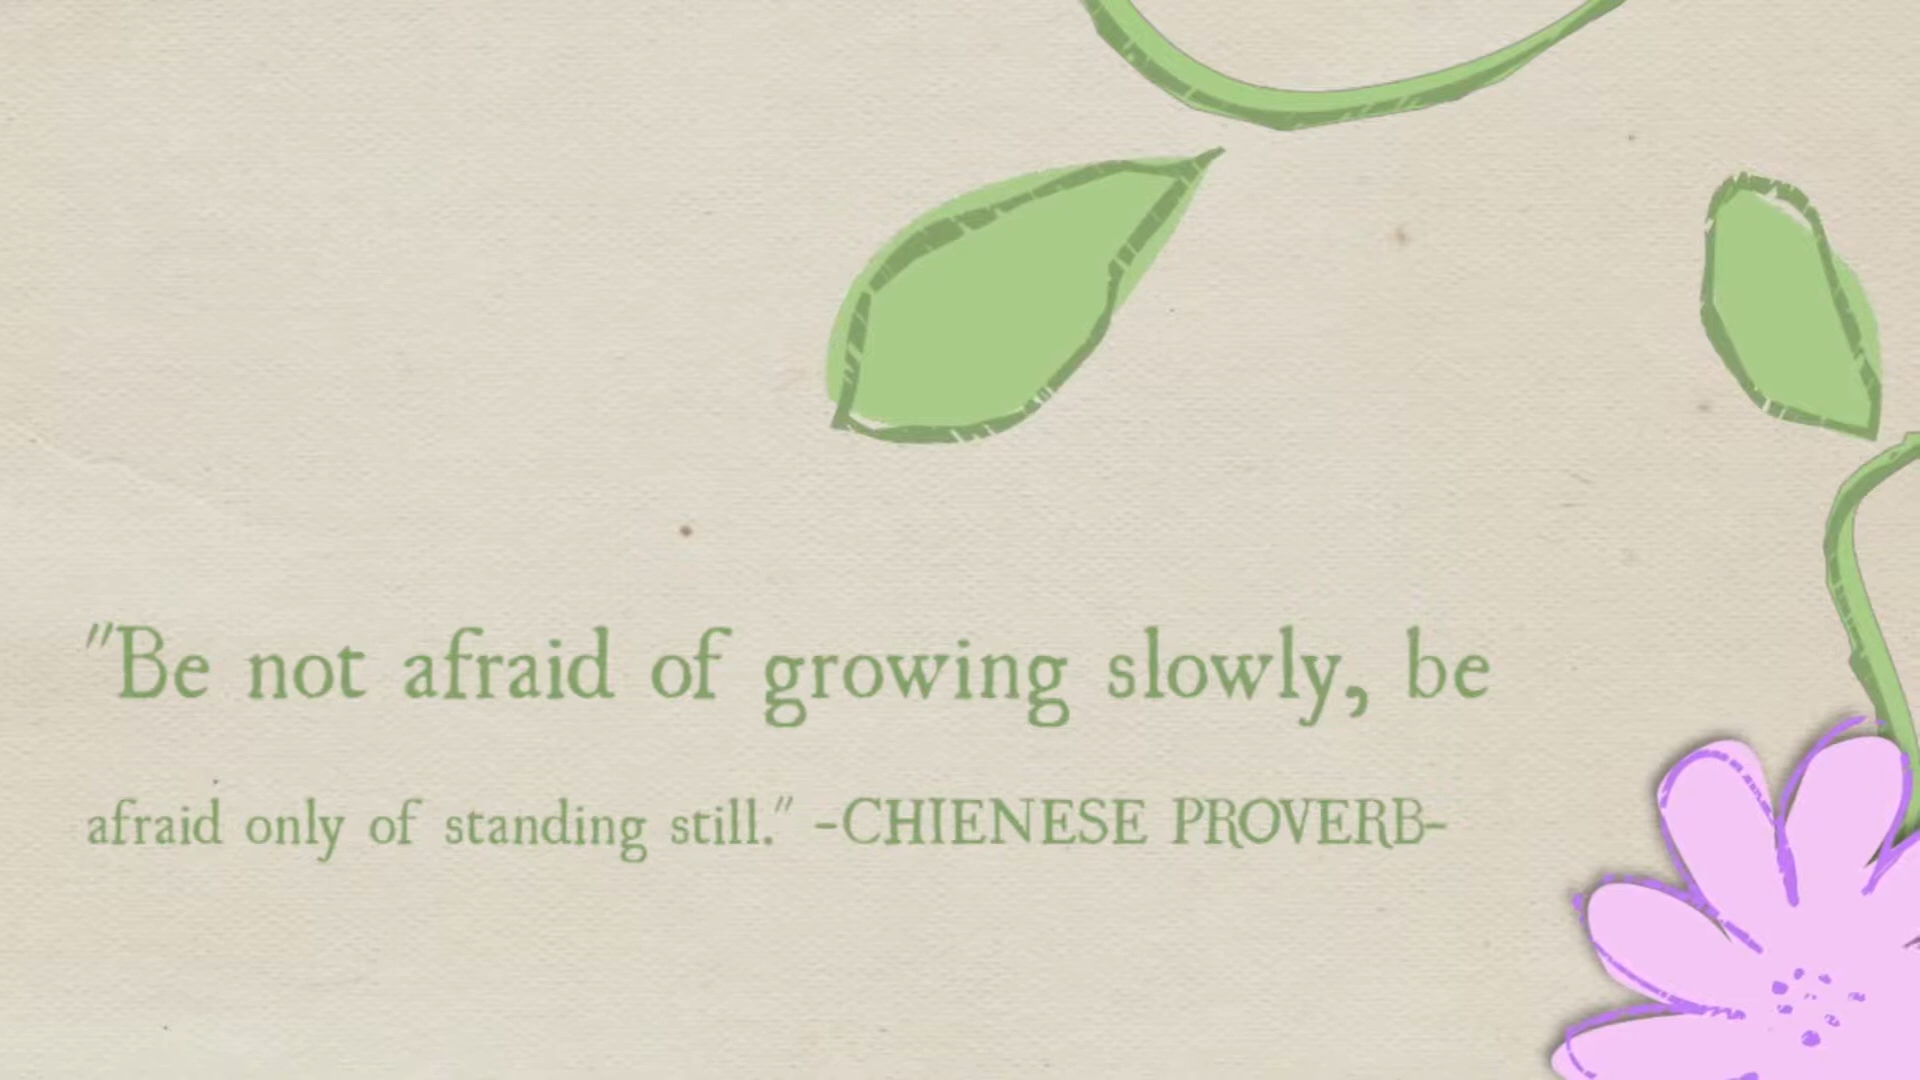 "Be not afraid of growing slowly, be
afraid only of standing still." -CHIENESE PROVERB-